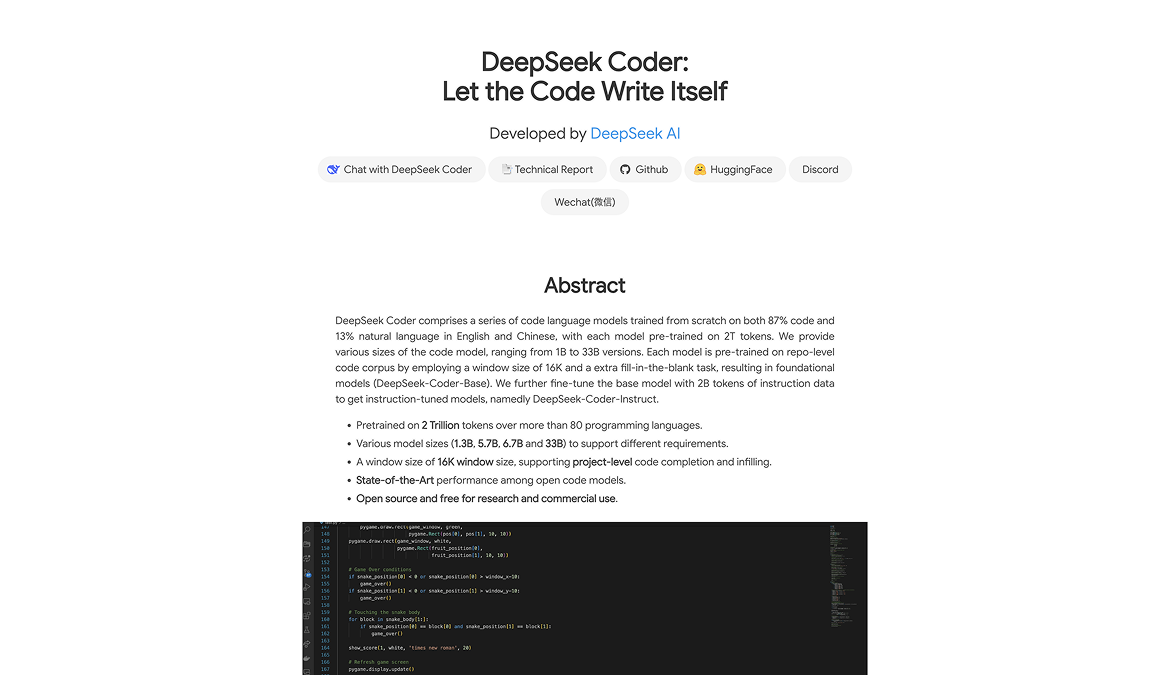 DeepSeek Coder:
Let the Code Write Itself
Developed by DeepSeek AI
Chat with DeepSeek Coder
Technical Report
Github
HuggingFace
Discord
Wechat(微信)
Abstract
DeepSeek Coder comprises a series of code language models trained from scratch on both 87% code and
13% natural language in English and Chinese, with each model pre-trained on 2T tokens. We provide
various sizes of the code model, ranging from 1B to 33B versions. Each model is pre-trained on repo-level
code corpus by employing a window size of 16K and a extra fill-in-the-blank task, resulting in foundational
models (DeepSeek-Coder-Base). We further fine-tune the base model with 2B tokens of instruction data
to get instruction-tuned models, namely DeepSeek-Coder-Instruct.
• Pretrained on 2 Trillion tokens over more than 80 programming languages.
• Various model sizes (1.3B, 5.7B, 6.7B and 33B) to support different requirements.
• A window size of 16K window size, supporting project-level code completion and infilling.
• State-of-the-Art performance among open code models.
• Open source and free for research and commercial use.
147 pygame.draw.rect(game_window, green,
148 pygame.Rect(pos[0], pos[1], 10, 10))
149 pygame.draw.rect(game_window, white,
150 pygame.Rect(fruit_position[0],
151 fruit_position[1], 10, 10))
152
153 # Game Over conditions
154 if snake_position[0] < 0 or snake_position[0] > window_x-10:
155 game_over()
156 if snake_position[1] < 0 or snake_position[1] > window_y-10:
157 game_over()
158
159 # Touching the snake body
160 for block in snake_body[1:]:
161 if snake_position[0] == block[0] and snake_position[1] == block[1]:
162 game_over()
163
164 show_score(1, white, 'times new roman', 20)
165
166 # Refresh game screen
167 pygame.display.update()